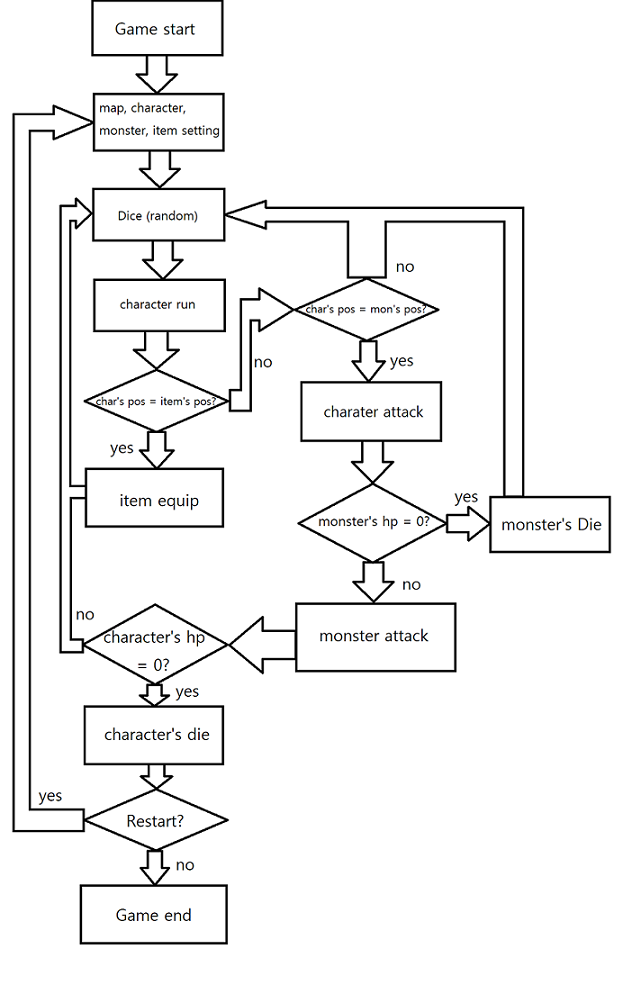 Game start
map, character,
monster, item setting
Dice (random)
character run
no
char's pos = mon's pos?
no
yes
char's pos = item's pos?
charater attack
yes
item equip
yes
monster's hp = 0?
monster's Die
no
no
character's hp
= 0?
monster attack
yes
character's die
yes
Restart?
no
Game end